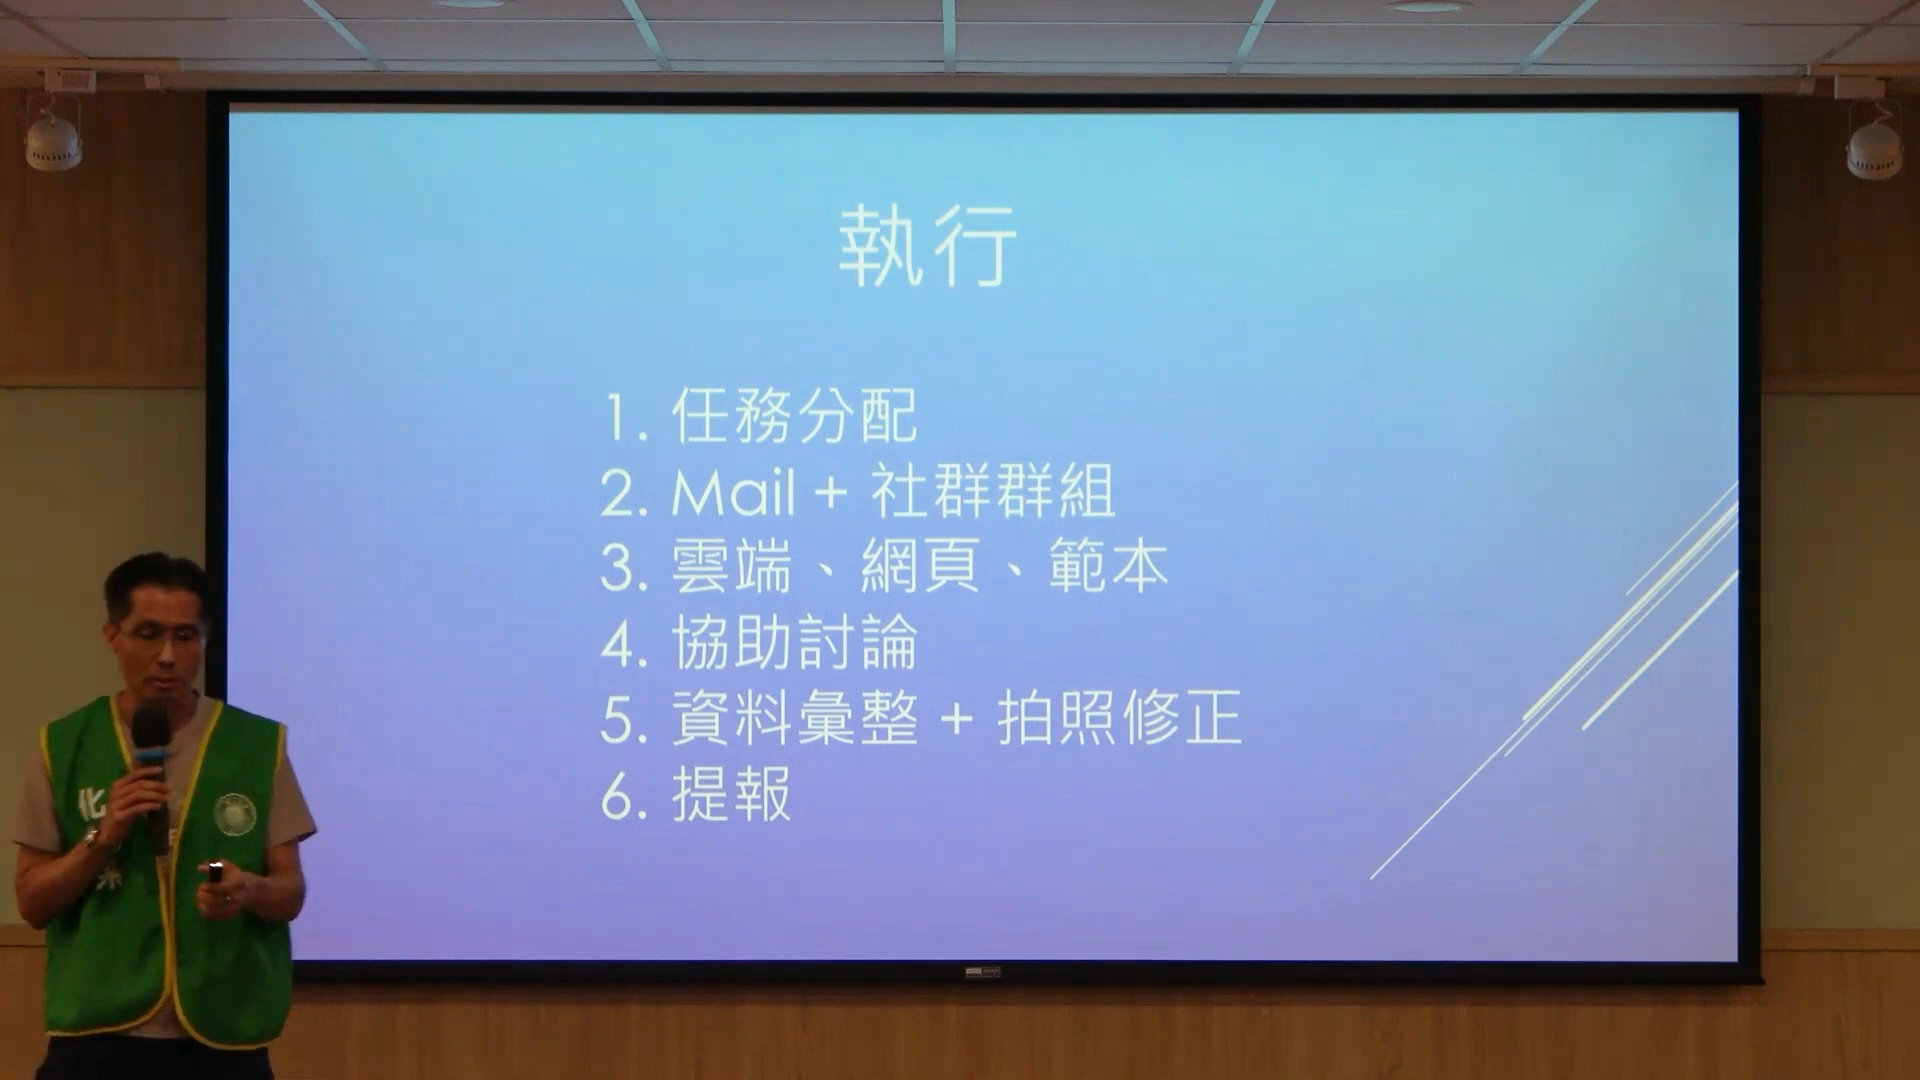 執行
1. 任務分配
2. Mail + 社群群組
3. 雲端、網頁、範本
4. 協助討論
5. 資料彙整 + 拍照修正
6. 提報
化